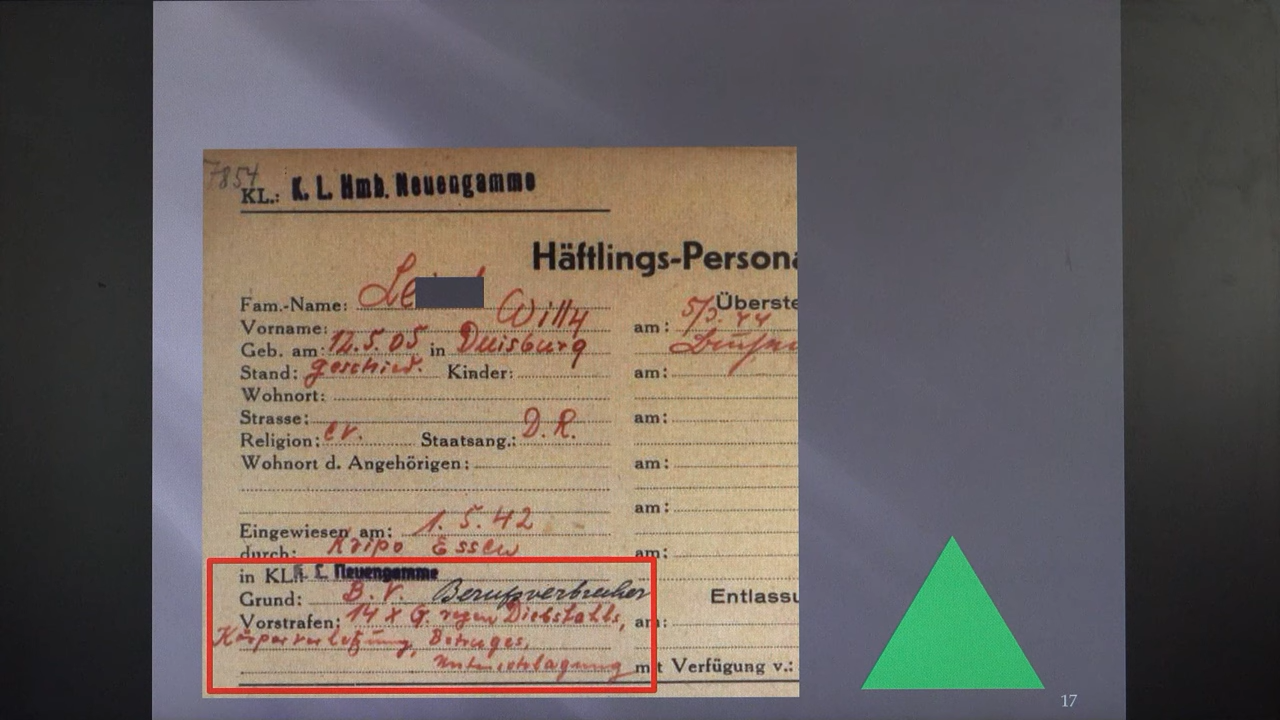 7854
KL.: K. L. Hmb. Neuengamme
Häftlings-Persona
Fam.-Name: Le
Überste
Vorname: Willy
am: 5/5. 44
Geb. am: 12.5.05 in Duisburg
Stand: geschied. Kinder:
am:
Wohnort:
Strasse:
am:
Religion: ev. Staatsang.: D.R.
Wohnort d. Angehörigen:
am:
am:
Eingewiesen am: 1.5.42
durch: Kripo Essen
am:
in KL.: K. L. Neuengamme
Grund: B.V. Berufsverbrecher
Entlassu
Vorstrafen: 14 x G. wegen Diebstahls,
am:
Körperverletzung, Betruges,
Unterschlagung
mit Verfügung v.:
17